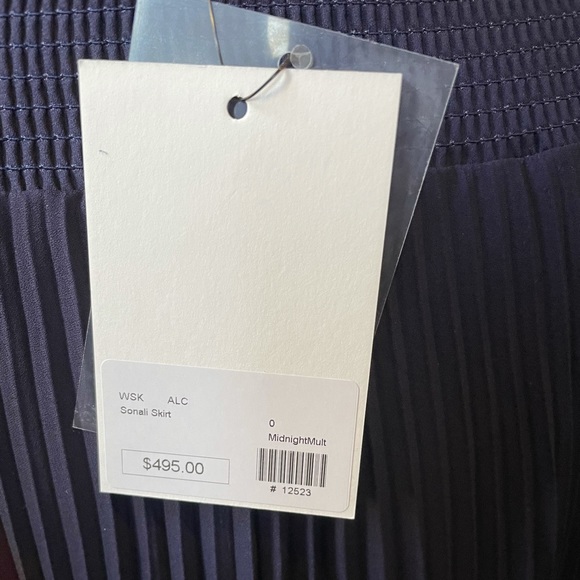 WSK ALC
Sonali Skirt
0
MidnightMult
$495.00
# 12523